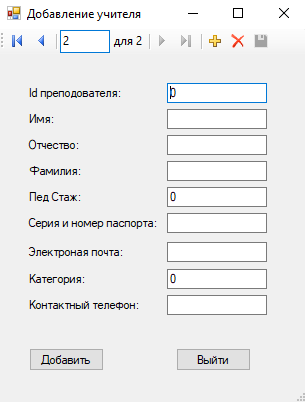 Добавление учителя
2 для 2
Id преподователя: 0
Имя:
Отчество:
Фамилия:
Пед Стаж: 0
Серия и номер паспорта:
Электроная почта:
Категория: 0
Контактный телефон:
Добавить Выйти